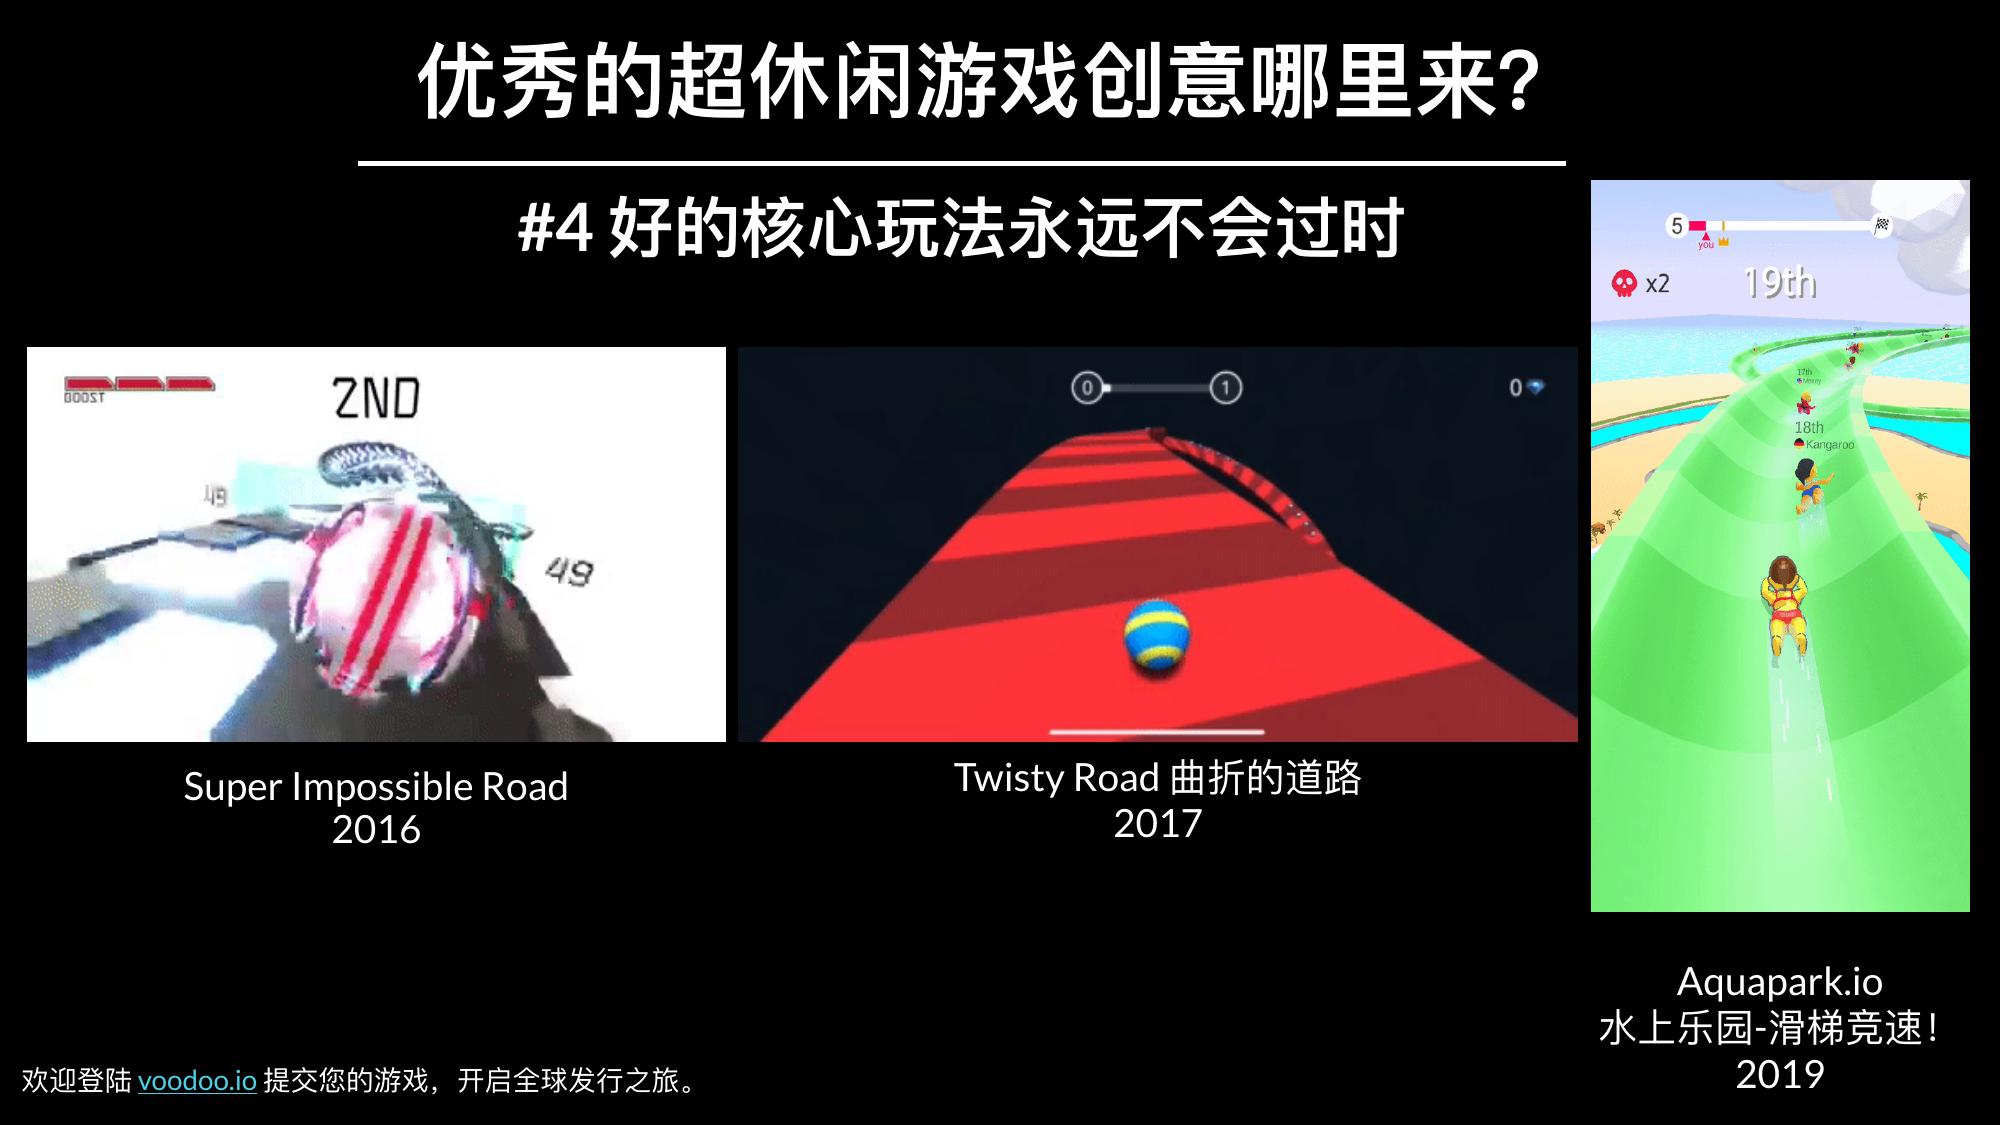 优秀的超休闲游戏创意哪里来?
#4 好的核心玩法永远不会过时
BOOST
2ND
49
49
Super Impossible Road
2016
0
1
0
Twisty Road 曲折的道路
2017
5
you
x2
19th
17th
18th
Kangaroo
Aquapark.io
水上乐园-滑梯竞速!
2019
欢迎登陆 voodoo.io 提交您的游戏，开启全球发行之旅。